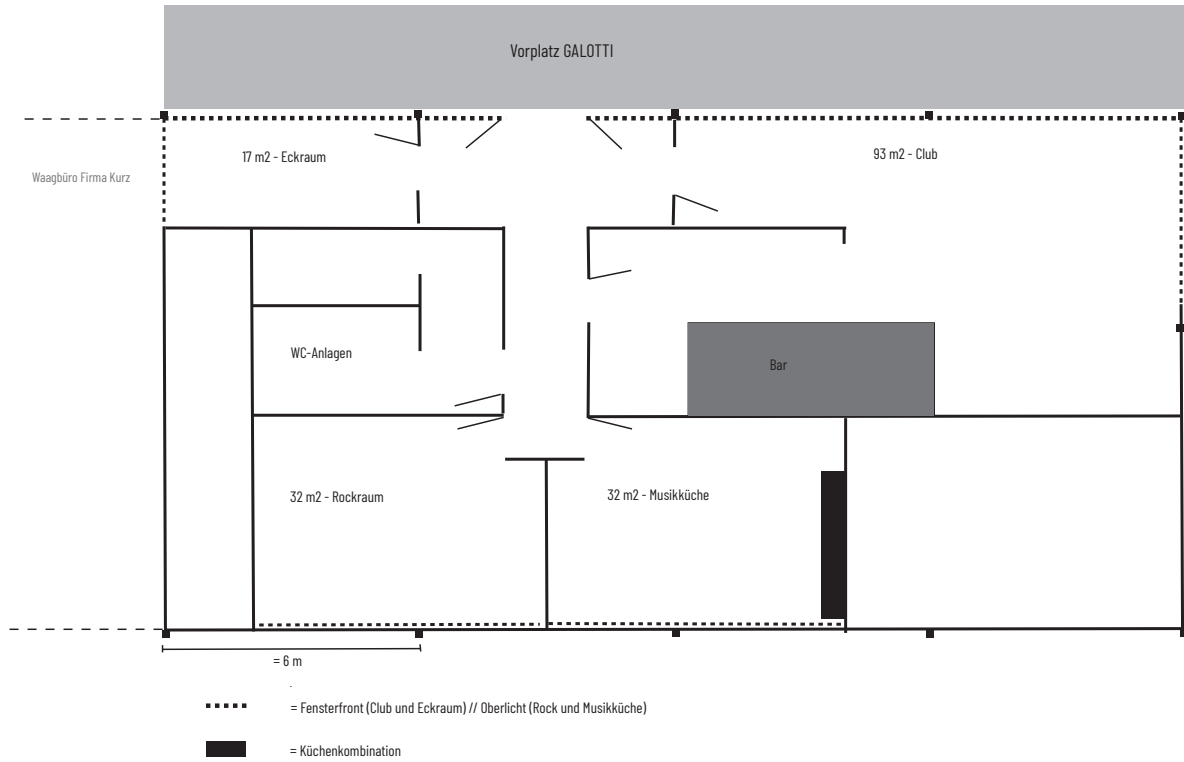 Vorplatz GALOTTI
17 m2 - Eckraum
93 m2 - Club
Waagbüro Firma Kurz
WC-Anlagen
Bar
32 m2 - Rockraum
32 m2 - Musikküche
= 6 m
= Fensterfront (Club und Eckraum) // Oberlicht (Rock und Musikküche)
= Küchenkombination